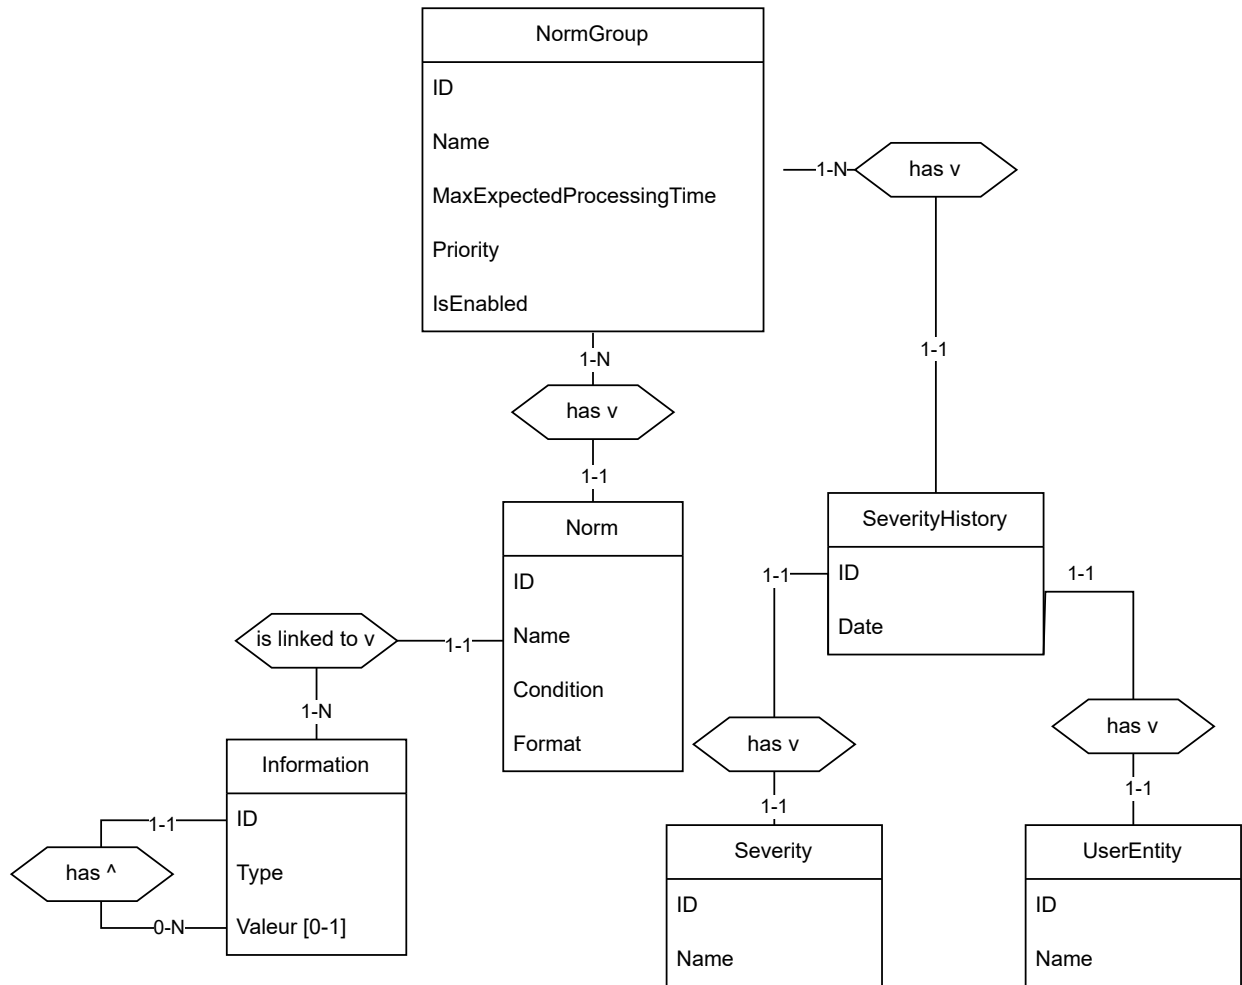 NormGroup
ID
Name
MaxExpectedProcessingTime
Priority
IsEnabled
1-N
has v
1-1
1-N
has v
1-1
Norm
ID
Name
Condition
Format
1-1
is linked to v
1-N
Information
ID
Type
Valeur [0-1]
1-1
has ^
0-N
SeverityHistory
ID
Date
1-1
has v
1-1
Severity
ID
Name
1-1
has v
1-1
UserEntity
ID
Name